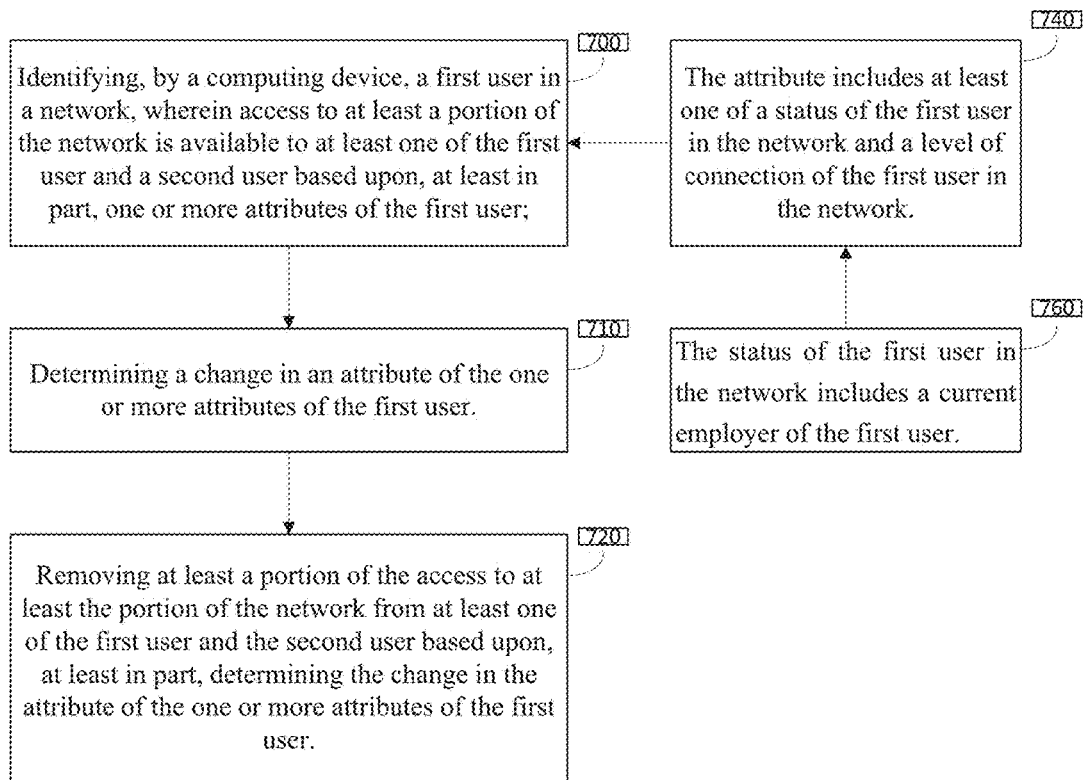 700
Identifying, by a computing device, a first user in
a network, wherein access to at least a portion of
the network is available to at least one of the first
user and a second user based upon, at least in
part, one or more attributes of the first user;
710
Determining a change in an attribute of the one
or more attributes of the first user.
720
Removing at least a portion of the access to at
least the portion of the network from at least one
of the first user and the second user based upon,
at least in part, determining the change in the
attribute of the one or more attributes of the first
user.
740
The attribute includes at least
one of a status of the first user
in the network and a level of
connection of the first user in
the network.
760
The status of the first user in
the network includes a current
employer of the first user.